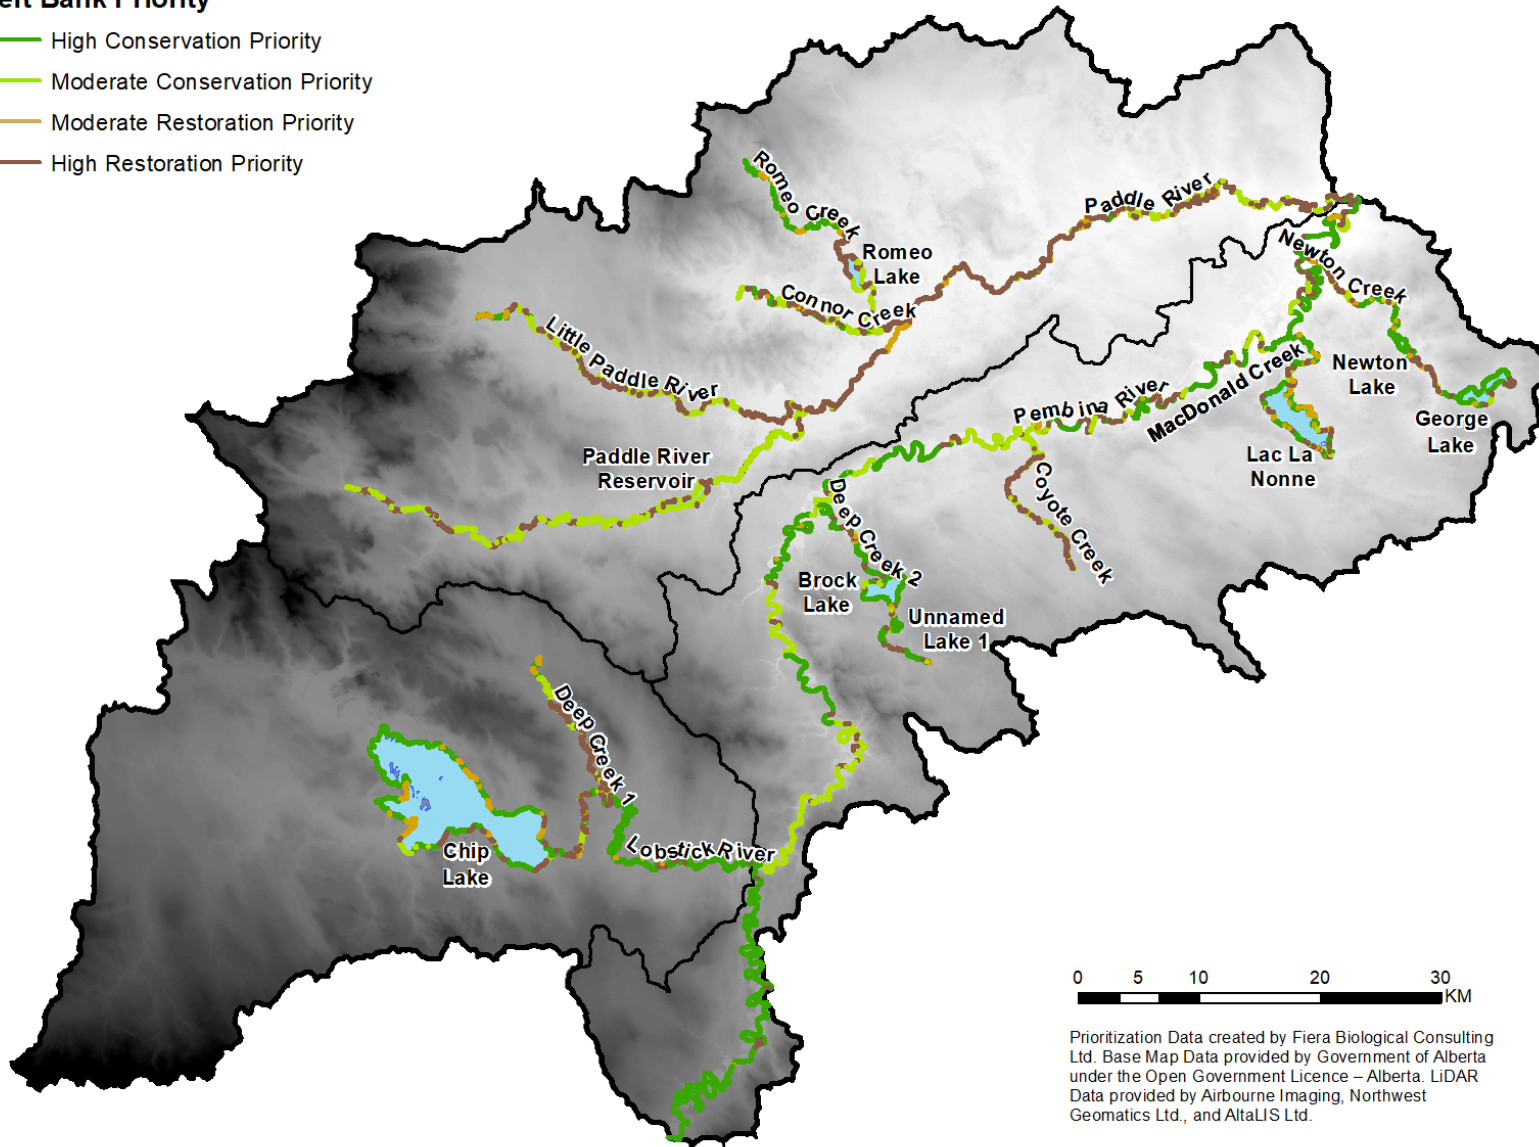 Bank Priority
High Conservation Priority
Moderate Conservation Priority
Moderate Restoration Priority
High Restoration Priority
Romeo Creek
Romeo
Lake
Connor Creek
Paddle River
Newton Creek
Little Paddle River
Newton
Lake
MacDonald Creek
Pembina River
George
Lake
Lac La
Nonne
Paddle River
Reservoir
Coyote Creek
Deep Creek 2
Brock
Lake
Unnamed
Lake 1
Deep Creek 1
Chip
Lake
Lobstick River
0 5 10 20 30
KM
Prioritization Data created by Fiera Biological Consulting
Ltd. Base Map Data provided by Government of Alberta
under the Open Government Licence – Alberta. LiDAR
Data provided by Airbourne Imaging, Northwest
Geomatics Ltd., and AltaLIS Ltd.